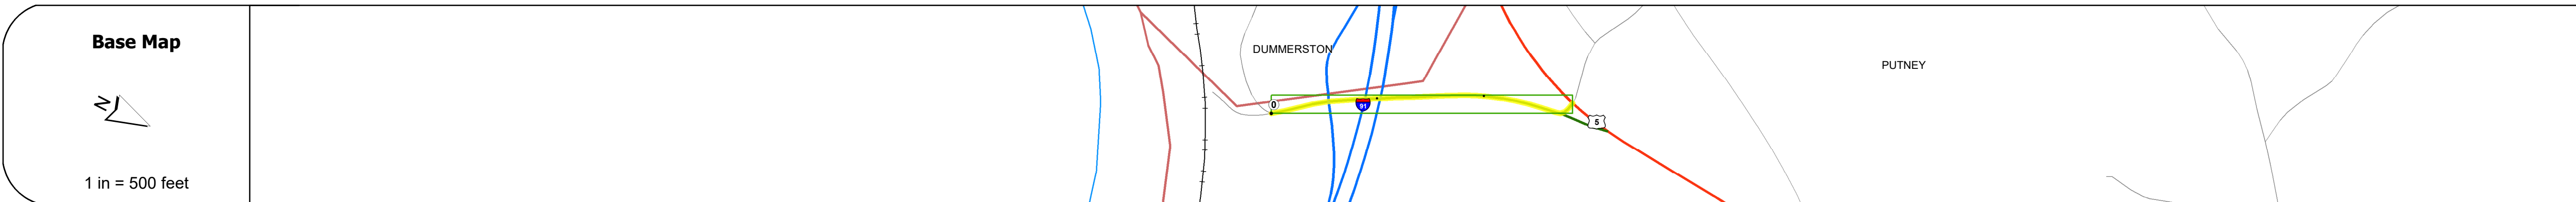 Base Map
N
1 in = 500 feet
DUMMERSTON
0
91
5
PUTNEY